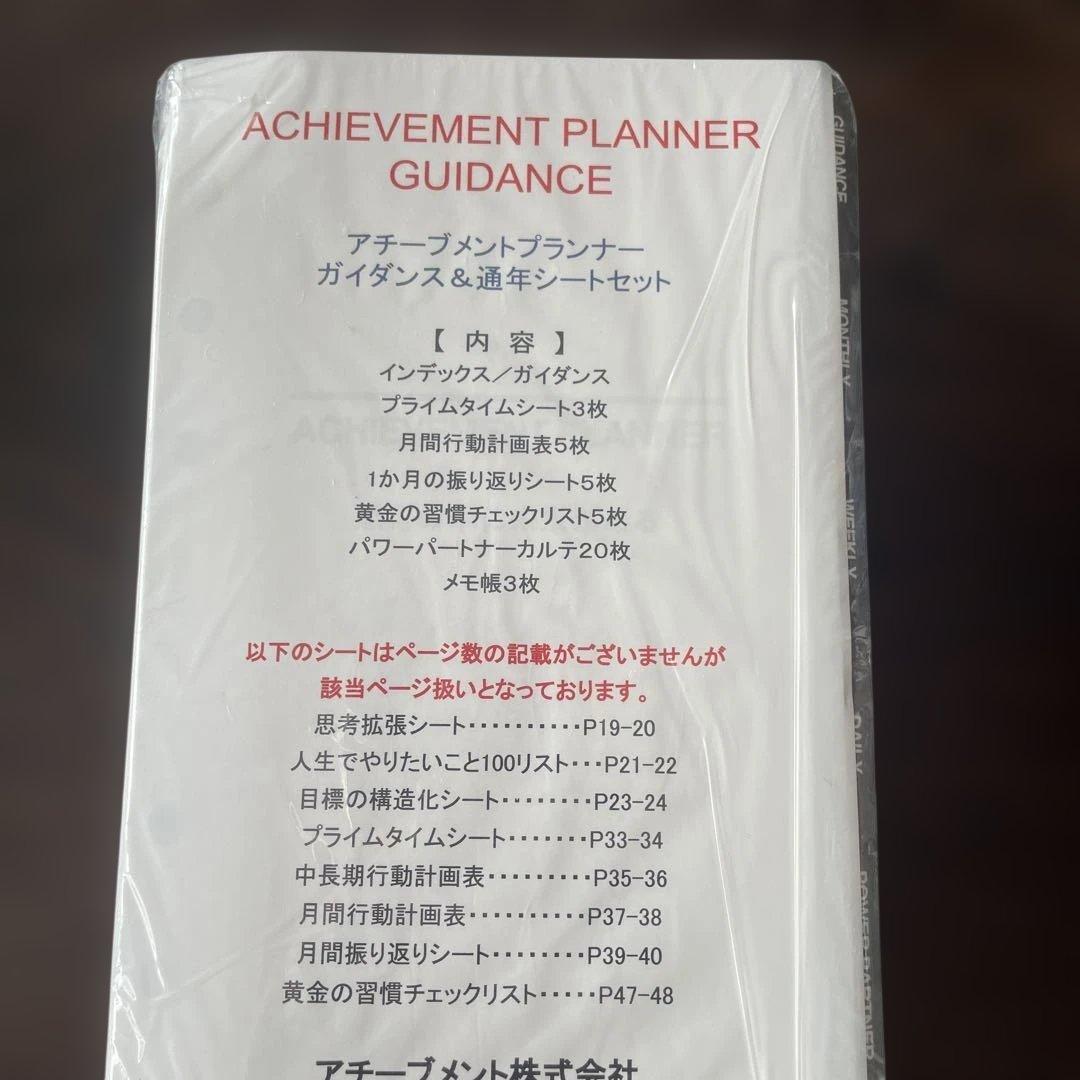 ACHIEVEMENT PLANNER
GUIDANCE
アチーブメントプランナー
ガイダンス＆通年シートセット
【 内 容 】
インデックス／ガイダンス
プライムタイムシート3枚
月間行動計画表5枚
1か月の振り返りシート5枚
黄金の習慣チェックリスト5枚
パワーパートナーカルテ20枚
メモ帳3枚
以下のシートはページ数の記載がございませんが
該当ページ扱いとなっております。
思考拡張シート･･････････P19-20
人生でやりたいこと100リスト･･･P21-22
目標の構造化シート････････P23-24
プライムタイムシート･･･････P33-34
中長期行動計画表･････････P35-36
月間行動計画表･･････････P37-38
月間振り返りシート････････P39-40
黄金の習慣チェックリスト･････P47-48
アチーブメント株式会社
GUIDANCE
MONTHLY
WEEKLY
DAILY
POWER PARTNER